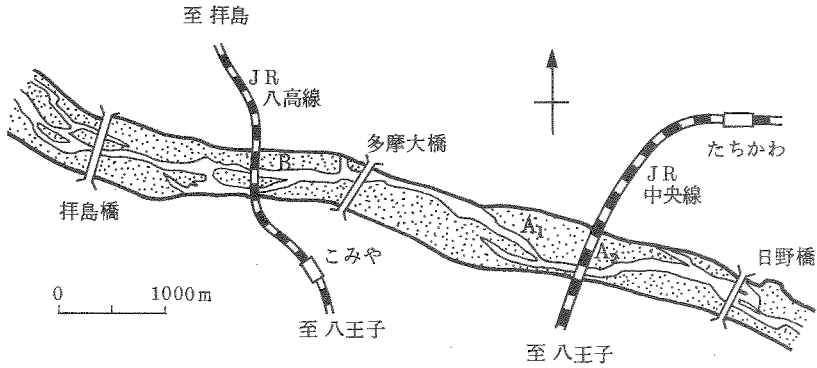 至 拝島
JR
八高線
多摩大橋
B
たちかわ
JR
中央線
拝島橋
A1
A2
日野橋
こみや
0 1000m
至 八王子
至 八王子